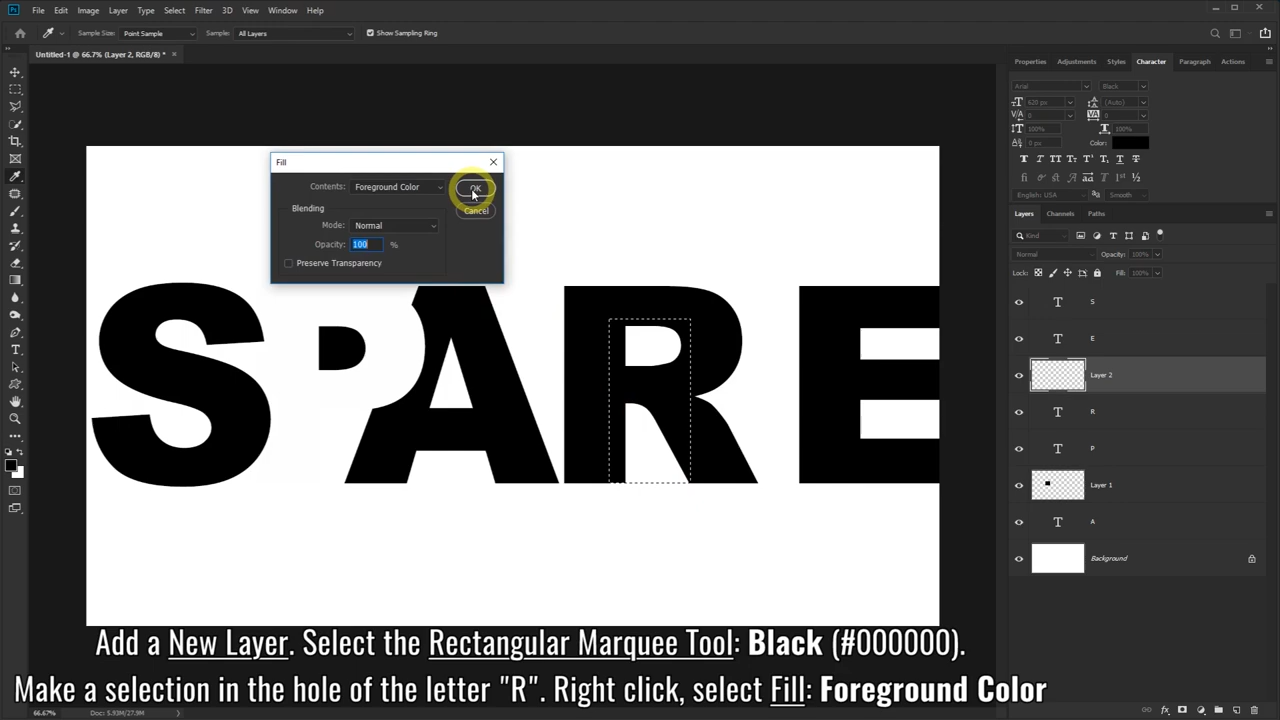 Ps File Edit Image Layer Type Select Filter 3D View Window Help
Sample Size: Point Sample Sample: All Layers Show Sampling Ring
Untitled-1 @ 66.7% (Layer 2, RGB/8) * ×
Properties Adjustments Styles Character Paragraph Actions
Arial Black
620 px (Auto)
0 0
100% 100%
0 px Color:
English: USA Smooth
Layers Channels Paths
Kind
Normal Opacity: 100%
Lock: Fill: 100%
S
E
Layer 2
R
P
Layer 1
A
Background
Fill
Contents: Foreground Color OK
Cancel
Blending
Mode: Normal
Opacity: 100 %
Preserve Transparency
SPARE
Add a New Layer. Select the Rectangular Marquee Tool: Black (#000000).
Make a selection in the hole of the letter "R". Right click, select Fill: Foreground Color
66.67% Doc: 5.93M/27.9M